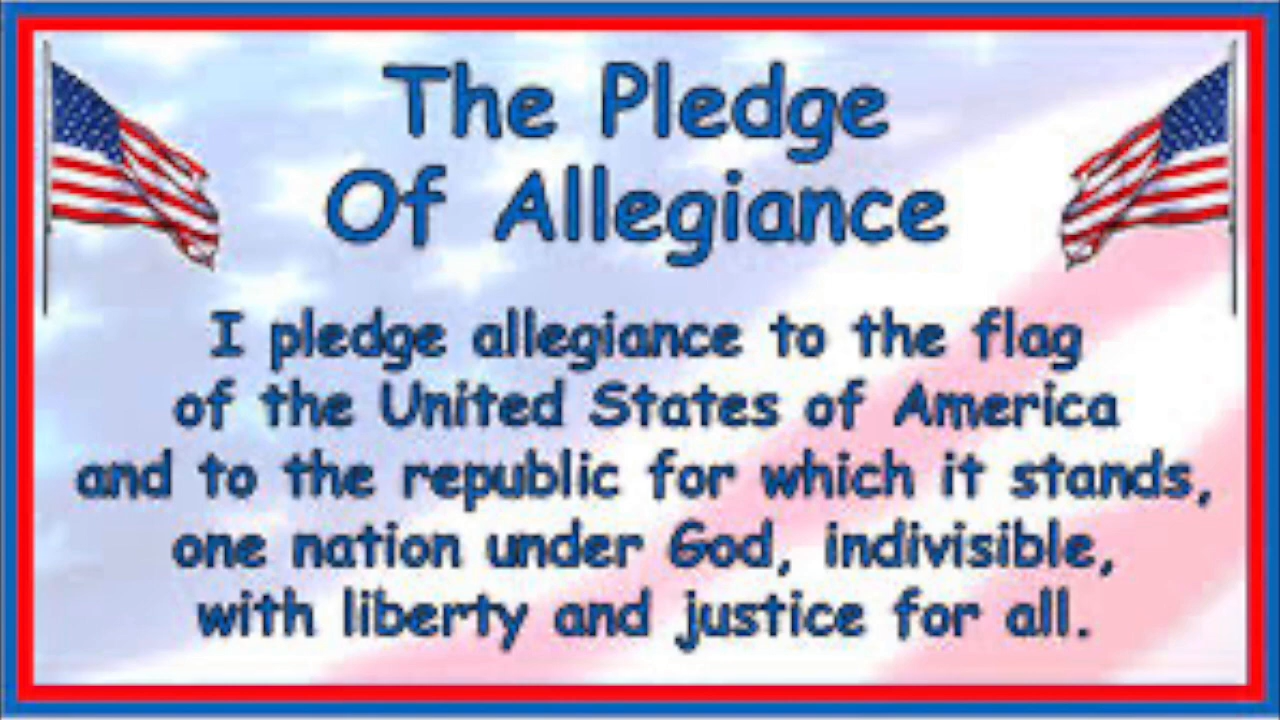 The Pledge
Of Allegiance
I pledge allegiance to the flag
of the United States of America
and to the republic for which it stands,
one nation under God, indivisible,
with liberty and justice for all.